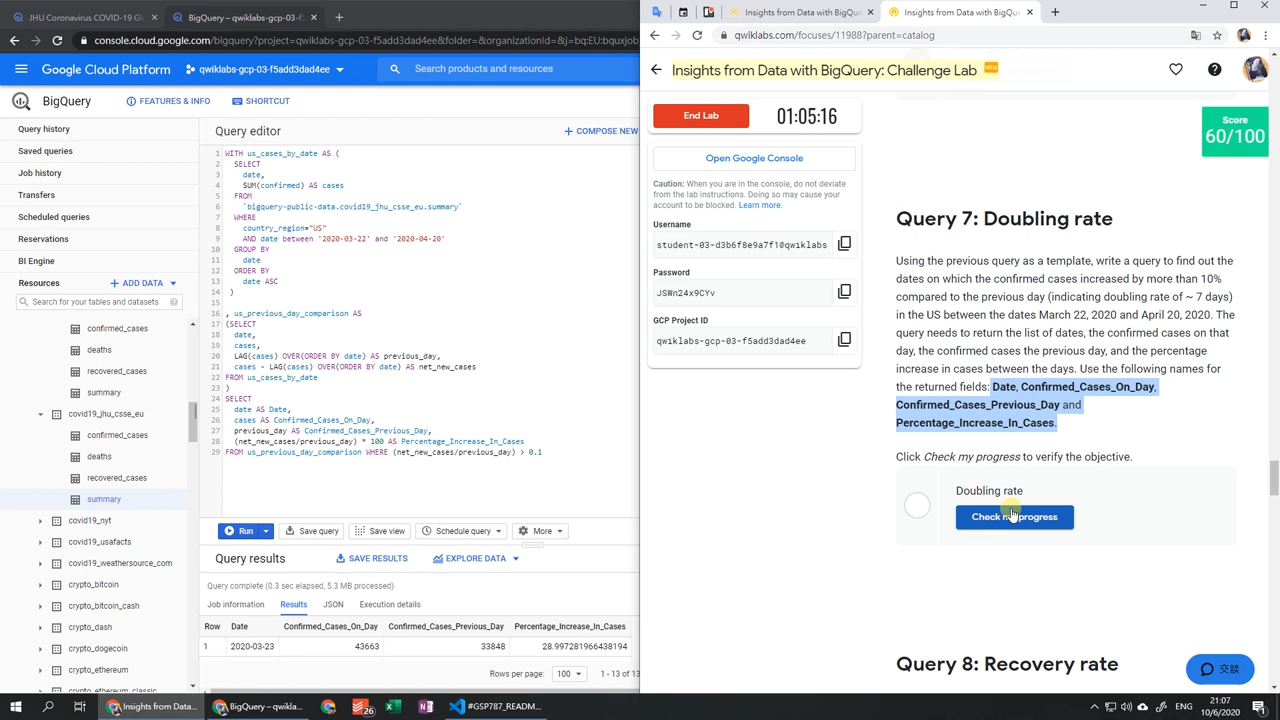 JHU Coronavirus COVID-19 Gl
BigQuery – qwiklabs-gcp-03-f
console.cloud.google.com/bigquery?project=qwiklabs-gcp-03-f5add3dad4ee&folder=&organizationId=&j=bq:EU:bquxjob
Google Cloud Platform
qwiklabs-gcp-03-f5add3dad4ee
Search products and resources
BigQuery
FEATURES & INFO
SHORTCUT
Query history
Saved queries
Job history
Transfers
Scheduled queries
Reservations
BI Engine
Resources
+ ADD DATA
Search for your tables and datasets
confirmed_cases
deaths
recovered_cases
summary
covid19_jhu_csse_eu
confirmed_cases
deaths
recovered_cases
summary
covid19_nyt
covid19_usafacts
covid19_weathersource_com
crypto_bitcoin
crypto_bitcoin_cash
crypto_dash
crypto_dogecoin
crypto_ethereum
crypto_ethereum_classic
Query editor
+ COMPOSE NEW
1 WITH us_cases_by_date AS (
2 SELECT
3 date,
4 SUM(confirmed) AS cases
5 FROM
6 `bigquery-public-data.covid19_jhu_csse_eu.summary`
7 WHERE
8 country_region="US"
9 AND date between '2020-03-22' and '2020-04-20'
10 GROUP BY
11 date
12 ORDER BY
13 date ASC
14 )
15
16 , us_previous_day_comparison AS
17 (SELECT
18 date,
19 cases,
20 LAG(cases) OVER(ORDER BY date) AS previous_day,
21 cases - LAG(cases) OVER(ORDER BY date) AS net_new_cases
22 FROM us_cases_by_date
23 )
24 SELECT
25 date AS Date,
26 cases AS Confirmed_Cases_On_Day,
27 previous_day AS Confirmed_Cases_Previous_Day,
28 (net_new_cases/previous_day) * 100 AS Percentage_Increase_In_Cases
29 FROM us_previous_day_comparison WHERE (net_new_cases/previous_day) > 0.1
Run
Save query
Save view
Schedule query
More
Query results
SAVE RESULTS
EXPLORE DATA
Query complete (0.3 sec elapsed, 5.3 MB processed)
Job information Results JSON Execution details
Row Date Confirmed_Cases_On_Day Confirmed_Cases_Previous_Day Percentage_Increase_In_Cases
1 2020-03-23 43663 33848 28.997281966438194
Rows per page: 100 1 - 13 of 13
Insights from Data with BigQu
Insights from Data with BigQu
qwiklabs.com/focuses/11988?parent=catalog
Insights from Data with BigQuery: Challenge Lab NEW
End Lab
01:05:16
Open Google Console
Caution: When you are in the console, do not deviate
from the lab instructions. Doing so may cause your
account to be blocked. Learn more.
Username
student-03-d3b6f8e9a7f1@qwiklabs
Password
JSWn24x9CYv
GCP Project ID
qwiklabs-gcp-03-f5add3dad4ee
Score
60/100
Query 7: Doubling rate
Using the previous query as a template, write a query to find out the
dates on which the confirmed cases increased by more than 10%
compared to the previous day (indicating doubling rate of ~ 7 days)
in the US between the dates March 22, 2020 and April 20, 2020. The
query needs to return the list of dates, the confirmed cases on that
day, the confirmed cases the previous day, and the percentage
increase in cases between the days. Use the following names for
the returned fields: Date, Confirmed_Cases_On_Day,
Confirmed_Cases_Previous_Day and
Percentage_Increase_In_Cases.
Click Check my progress to verify the objective.
Doubling rate
Check my progress
Query 8: Recovery rate
交談
Insights from Data...
BigQuery – qwikla...
26
#GSP787_READM...
ENG
21:07
10/6/2020
1